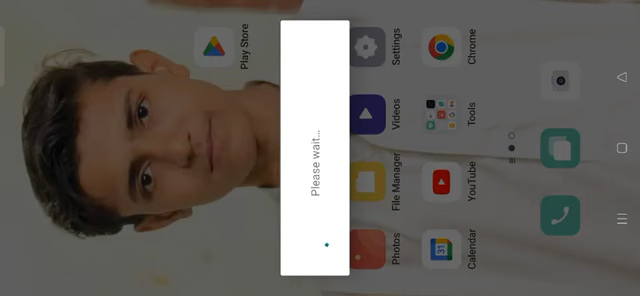 Play Store
Please wait...
Settings
Chrome
Videos
Tools
File Manager
YouTube
Photos
Calendar
31